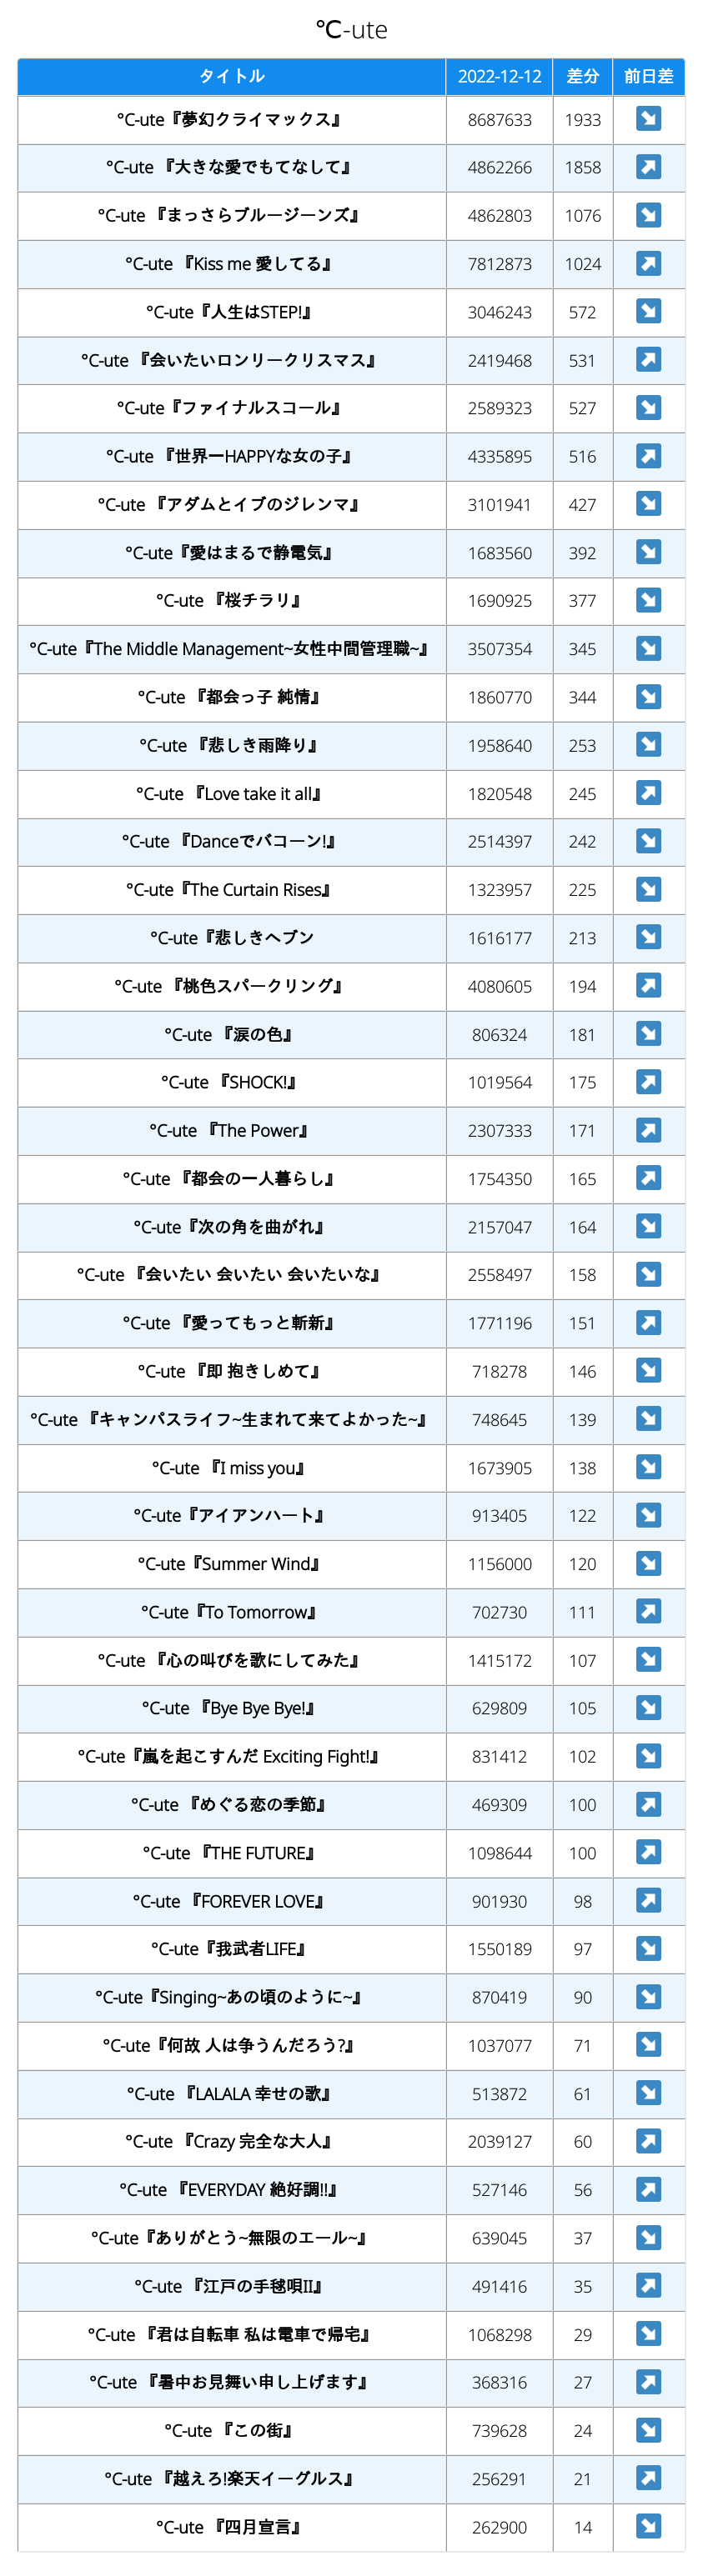 ℃-ute
タイトル 2022-12-12 差分 前日差
°C-ute『夢幻クライマックス』 8687633 1933 ↘
°C-ute 『大きな愛でもてなして』 4862266 1858 ↗
°C-ute 『まっさらブルージーンズ』 4862803 1076 ↘
°C-ute 『Kiss me 愛してる』 7812873 1024 ↗
°C-ute『人生はSTEP!』 3046243 572 ↘
°C-ute 『会いたいロンリークリスマス』 2419468 531 ↗
°C-ute『ファイナルスコール』 2589323 527 ↘
°C-ute 『世界一HAPPYな女の子』 4335895 516 ↗
°C-ute 『アダムとイブのジレンマ』 3101941 427 ↘
°C-ute『愛はまるで静電気』 1683560 392 ↘
°C-ute 『桜チラリ』 1690925 377 ↘
°C-ute『The Middle Management~女性中間管理職~』 3507354 345 ↘
°C-ute 『都会っ子 純情』 1860770 344 ↘
°C-ute 『悲しき雨降り』 1958640 253 ↘
°C-ute 『Love take it all』 1820548 245 ↗
°C-ute 『Danceでバコーン!』 2514397 242 ↘
°C-ute『The Curtain Rises』 1323957 225 ↘
°C-ute『悲しきヘブン 1616177 213 ↘
°C-ute 『桃色スパークリング』 4080605 194 ↗
°C-ute 『涙の色』 806324 181 ↘
°C-ute 『SHOCK!』 1019564 175 ↗
°C-ute 『The Power』 2307333 171 ↗
°C-ute 『都会の一人暮らし』 1754350 165 ↗
°C-ute『次の角を曲がれ』 2157047 164 ↘
°C-ute 『会いたい 会いたい 会いたいな』 2558497 158 ↘
°C-ute 『愛ってもっと斬新』 1771196 151 ↗
°C-ute 『即 抱きしめて』 718278 146 ↘
°C-ute 『キャンパスライフ~生まれて来てよかった~』 748645 139 ↘
°C-ute 『I miss you』 1673905 138 ↘
°C-ute『アイアンハート』 913405 122 ↘
°C-ute『Summer Wind』 1156000 120 ↘
°C-ute『To Tomorrow』 702730 111 ↗
°C-ute 『心の叫びを歌にしてみた』 1415172 107 ↘
°C-ute 『Bye Bye Bye!』 629809 105 ↘
°C-ute『嵐を起こすんだ Exciting Fight!』 831412 102 ↘
°C-ute 『めぐる恋の季節』 469309 100 ↗
°C-ute 『THE FUTURE』 1098644 100 ↗
°C-ute 『FOREVER LOVE』 901930 98 ↗
°C-ute『我武者LIFE』 1550189 97 ↘
°C-ute『Singing~あの頃のように~』 870419 90 ↘
°C-ute『何故 人は争うんだろう?』 1037077 71 ↘
°C-ute 『LALALA 幸せの歌』 513872 61 ↘
°C-ute 『Crazy 完全な大人』 2039127 60 ↗
°C-ute 『EVERYDAY 絶好調!!』 527146 56 ↗
°C-ute『ありがとう~無限のエール~』 639045 37 ↘
°C-ute 『江戸の手毬唄II』 491416 35 ↗
°C-ute 『君は自転車 私は電車で帰宅』 1068298 29 ↘
°C-ute 『暑中お見舞い申し上げます』 368316 27 ↗
°C-ute 『この街』 739628 24 ↘
°C-ute 『越えろ!楽天イーグルス』 256291 21 ↗
°C-ute 『四月宣言』 262900 14 ↘